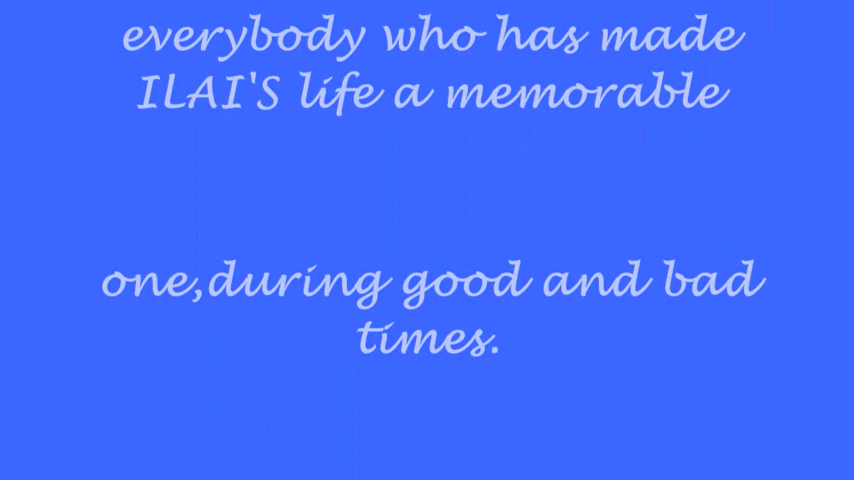 everybody who has made
ILAI'S life a memorable
one,during good and bad
times.